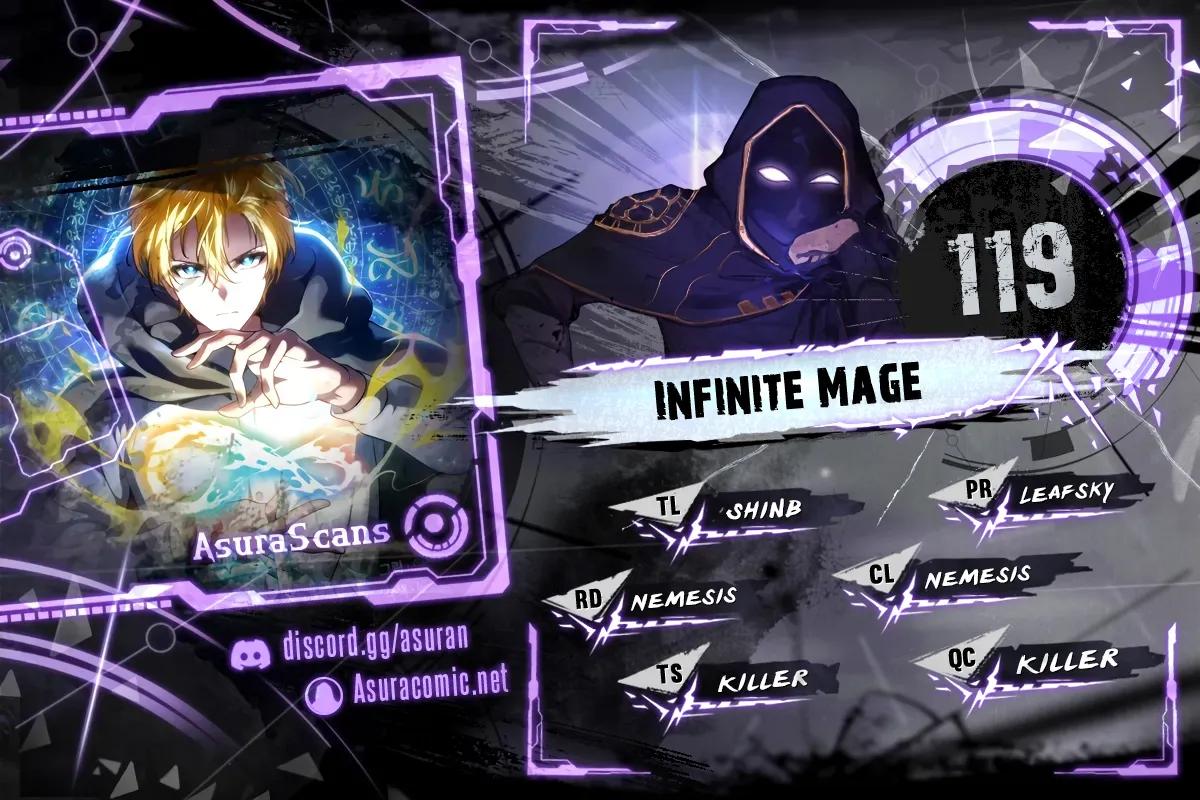 119
INFINITE MAGE
TL SHINB
PR LEAFSKY
RD NEMESIS
CL NEMESIS
TS KILLER
QC KILLER
AsuraScans
discord.gg/asuran
Asuracomic.net